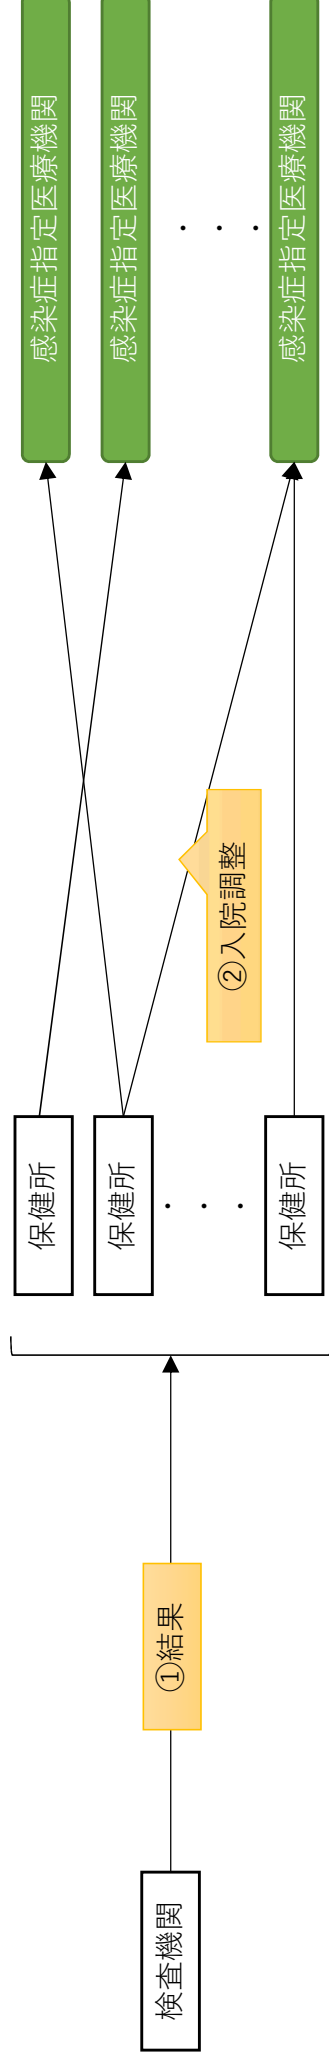 検査機関
①結果
保健所
保健所
・・・
保健所
②入院調整
感染症指定医療機関
感染症指定医療機関
・・・
感染症指定医療機関